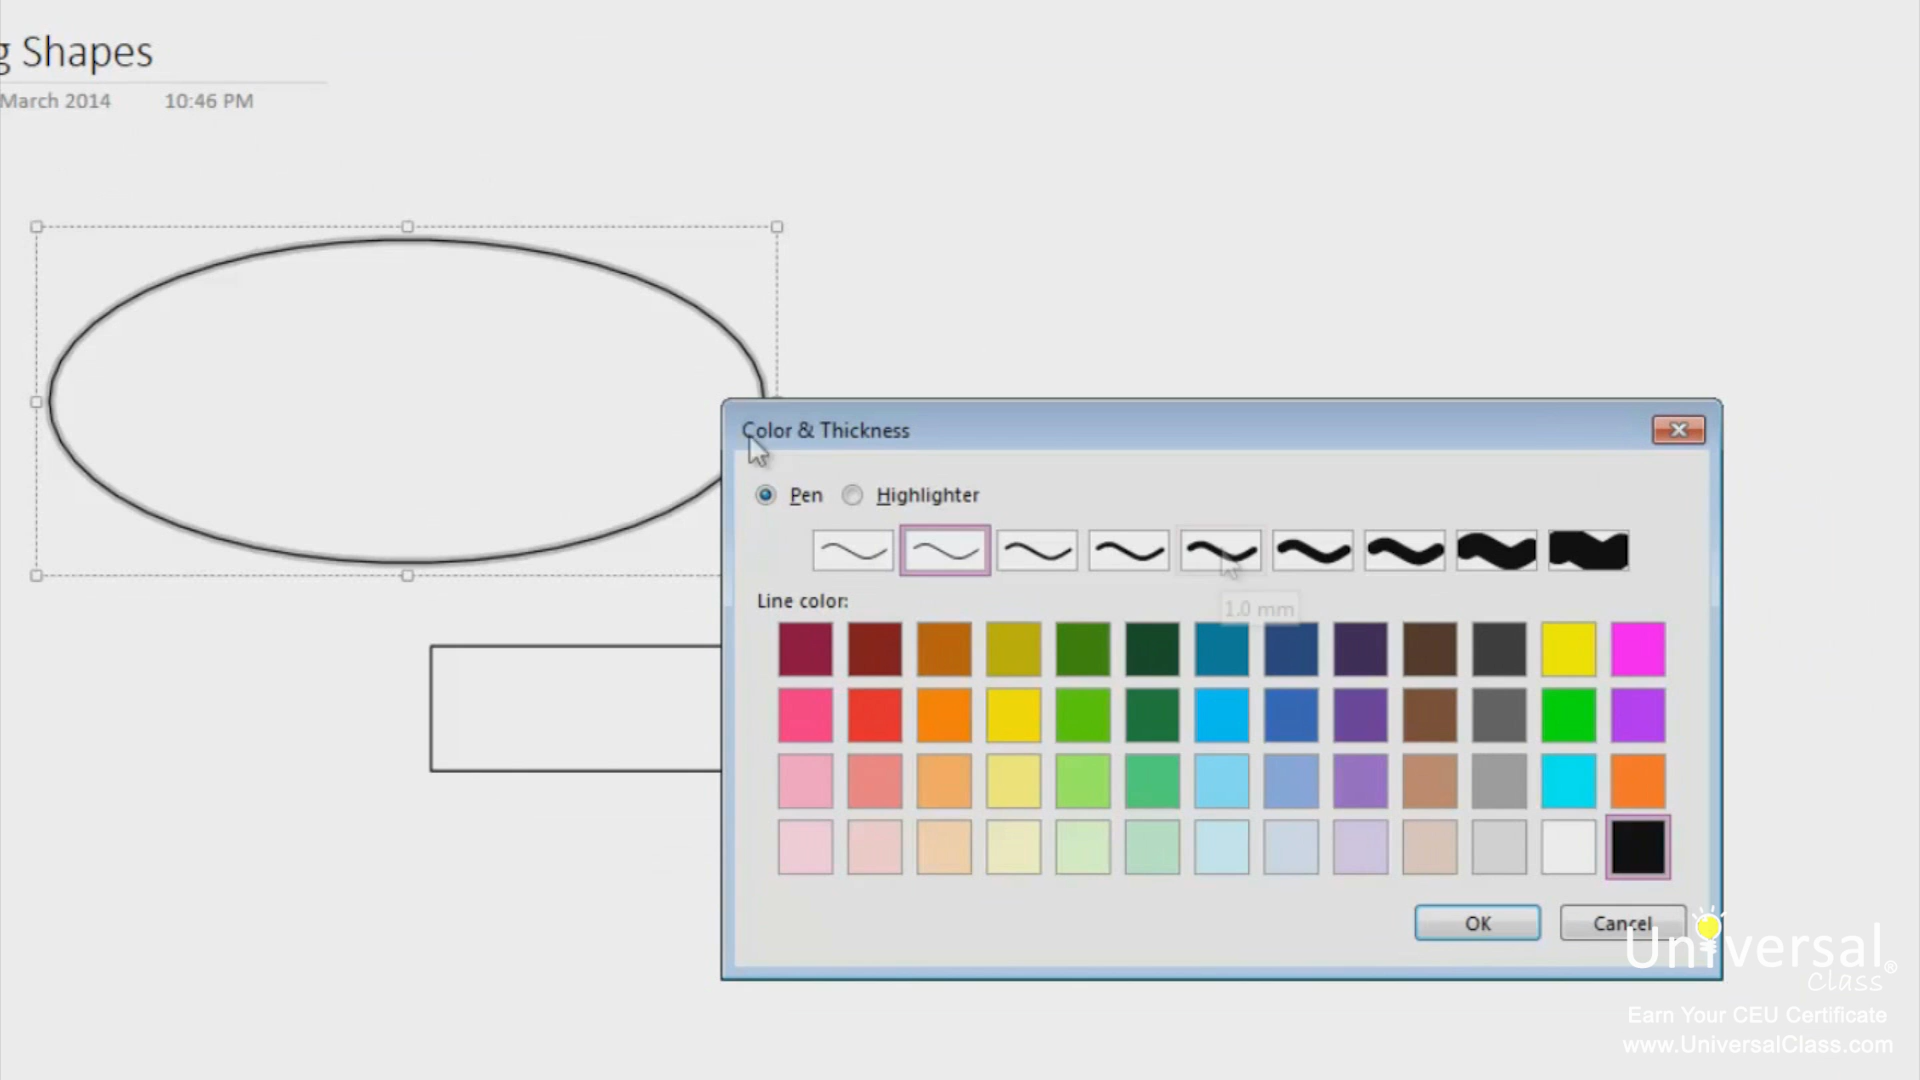 g Shapes
March 2014 10:46 PM
Color & Thickness
Pen Highlighter
1.0 mm
Line color:
OK Cancel
Universal®
Class
Earn Your CEU Certificate
www.UniversalClass.com